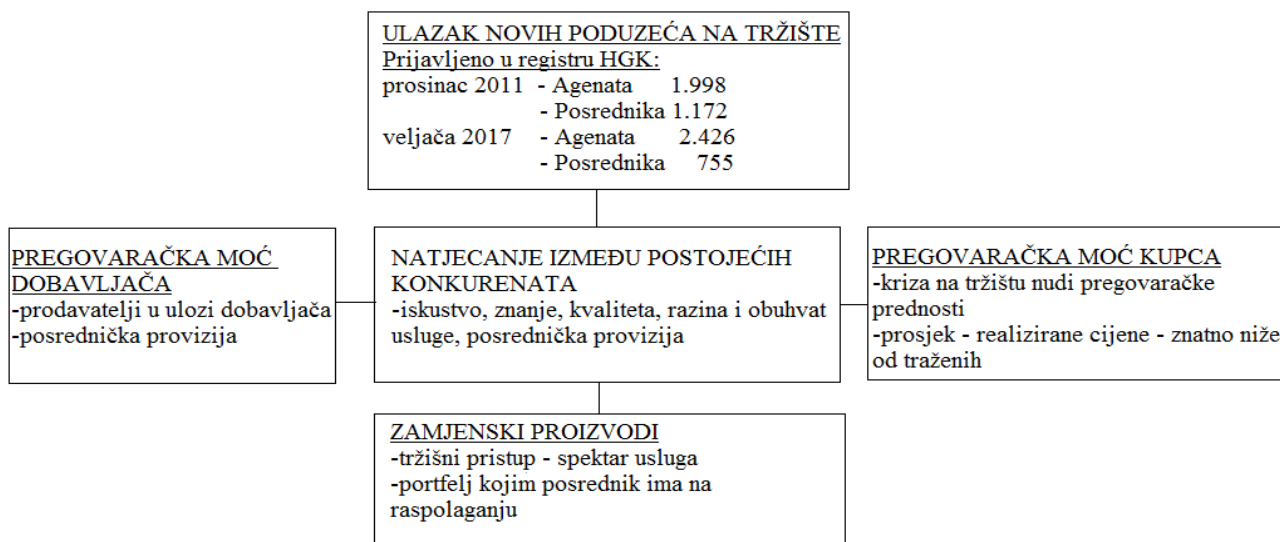 ULAZAK NOVIH PODUZEĆA NA TRŽIŠTE
Prijavljeno u registru HGK:
prosinac 2011 - Agenata 1.998
- Posrednika 1.172
veljača 2017 - Agenata 2.426
- Posrednika 755
PREGOVARAČKA MOĆ
DOBAVLJAČA
-prodavatelji u ulozi dobavljača
-posrednička provizija
NATJECANJE IZMEĐU POSTOJEĆIH
KONKURENATA
-iskustvo, znanje, kvaliteta, razina i obuhvat
usluge, posrednička provizija
PREGOVARAČKA MOĆ KUPCA
-kriza na tržištu nudi pregovaračke
prednosti
-prosjek - realizirane cijene - znatno niže
od traženih
ZAMJENSKI PROIZVODI
-tržišni pristup - spektar usluga
-portfelj kojim posrednik ima na
raspolaganju